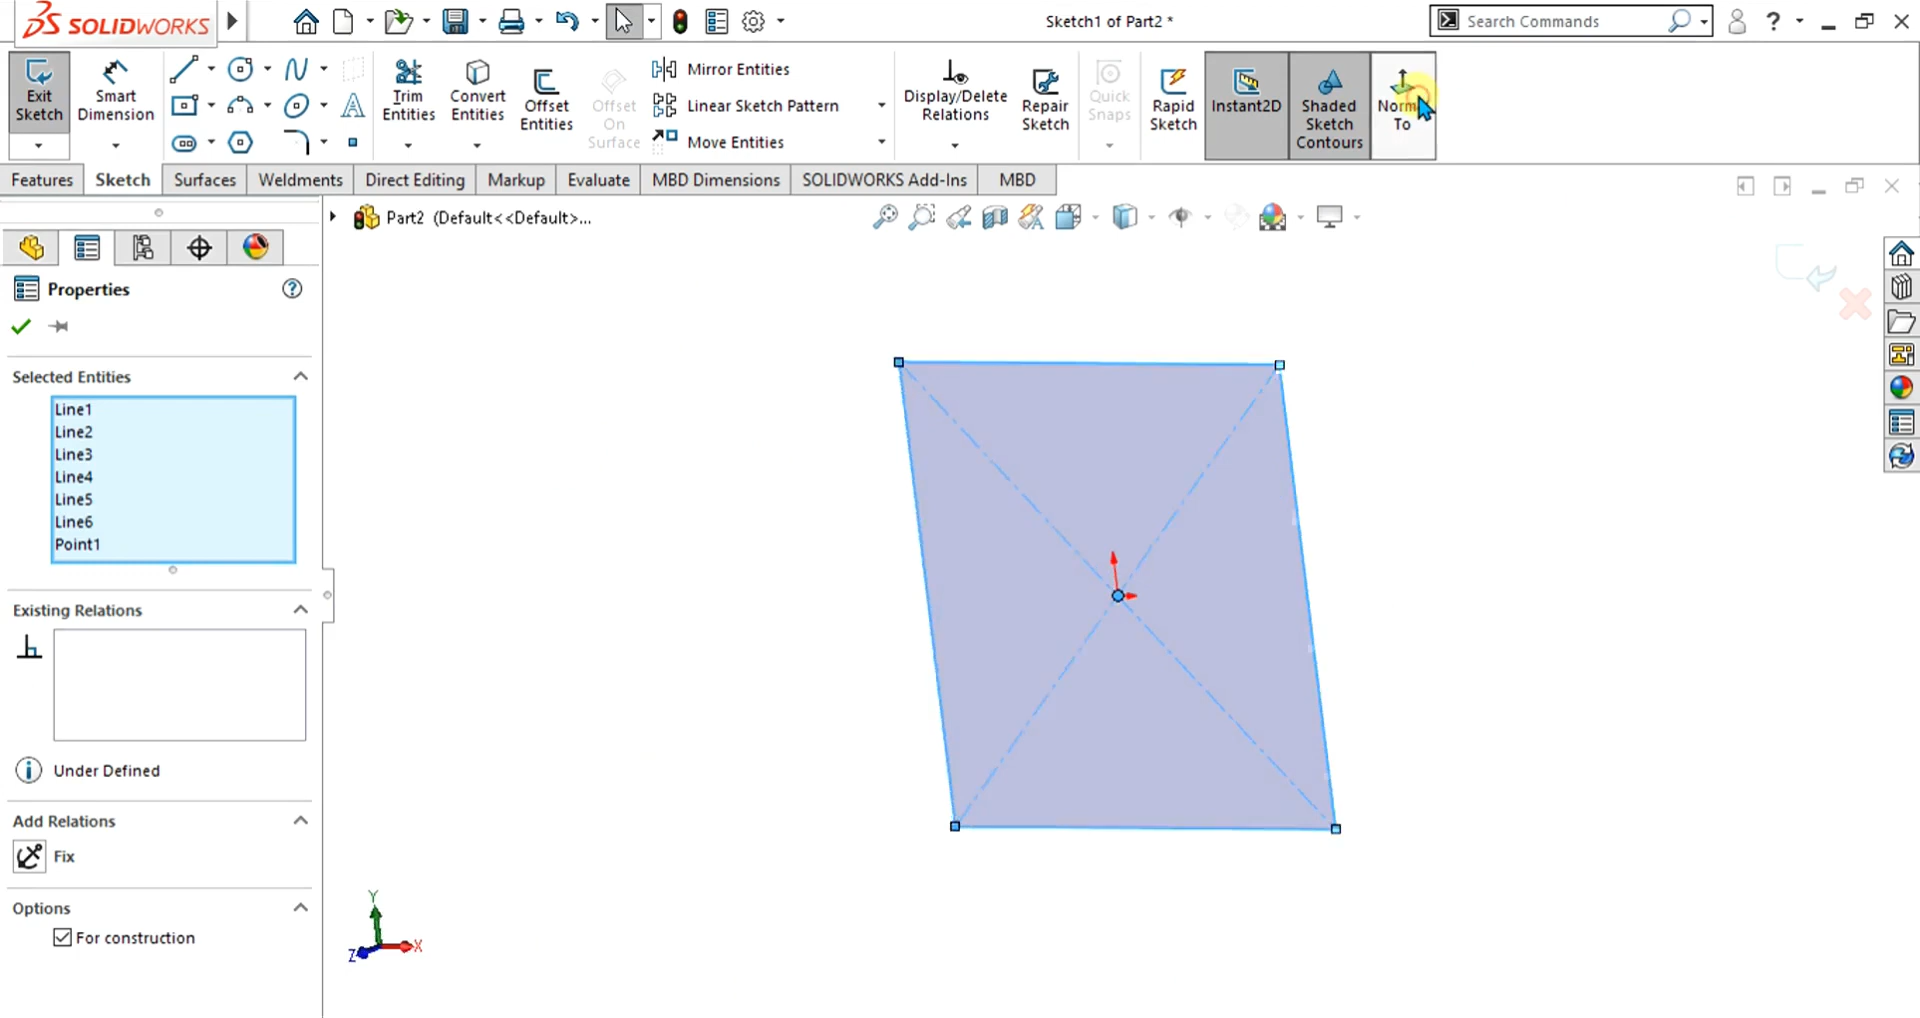 SOLIDWORKS
Sketch1 of Part2 *
Search Commands
Exit
Sketch
Smart
Dimension
Trim
Entities
Convert
Entities
Offset
Entities
Offset
On
Surface
Mirror Entities
Linear Sketch Pattern
Move Entities
Display/Delete
Relations
Repair
Sketch
Quick
Snaps
Rapid
Sketch
Instant2D
Shaded
Sketch
Contours
To
Features
Sketch
Surfaces
Weldments
Direct Editing
Markup
Evaluate
MBD Dimensions
SOLIDWORKS Add-Ins
MBD
Part2 (Default<<Default>...
Properties
Selected Entities
Line1
Line2
Line3
Line4
Line5
Line6
Point1
Existing Relations
Under Defined
Add Relations
Fix
Options
For construction
Y
X
Z